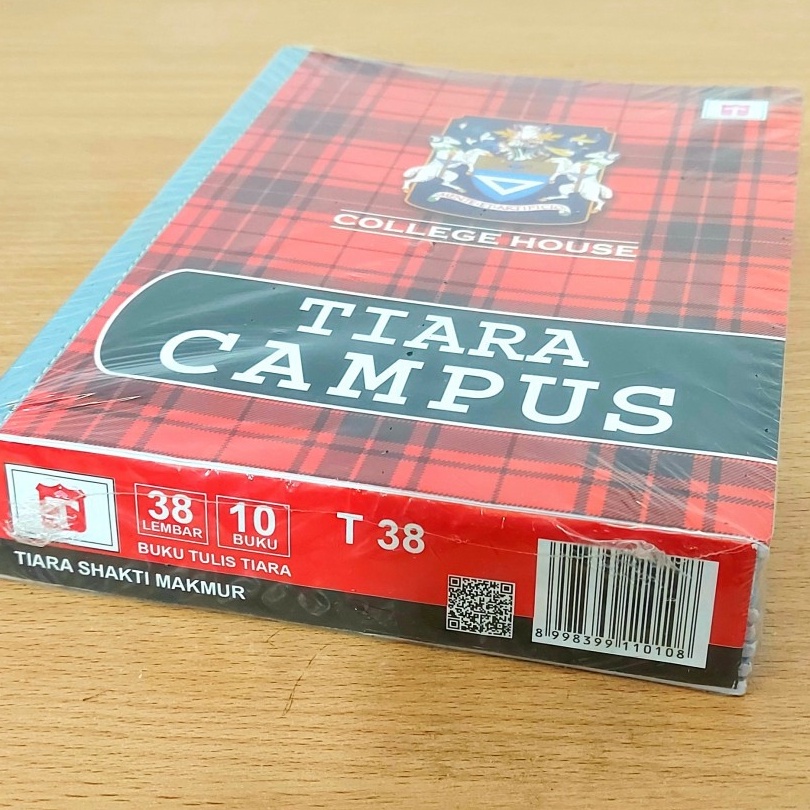 T
COLLEGE HOUSE
TIARA
CAMPUS
T
38
LEMBAR
10
BUKU
BUKU TULIS TIARA
T 38
TIARA SHAKTI MAKMUR
8 998399 110108